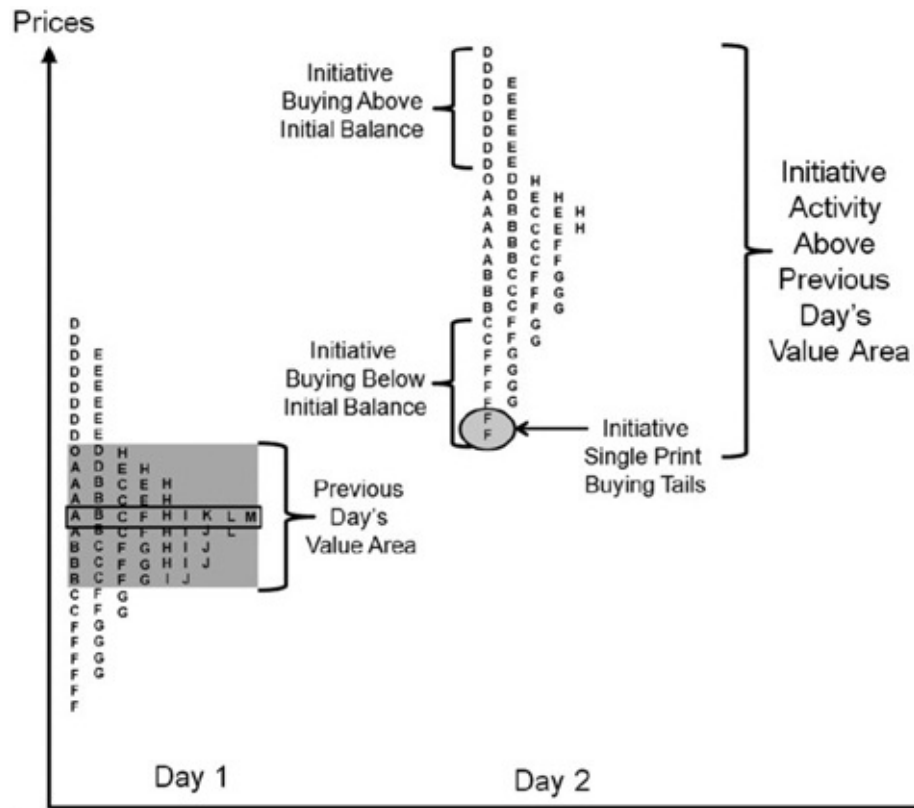 Prices
Initiative
Buying Above
Initial Balance
D
D
D E
D E
D E
D E
D E
D E
O D H
A D E H
A B C E H
A B C E H
A B C F
A B C F
B C F G
B C F G
B C F G
C F G
C F G
F G
F G
F G
F G
F
F
Initiative
Activity
Above
Previous
Day's
Value Area
Initiative
Buying Below
Initial Balance
Initiative
Single Print
Buying Tails
D
D
D E
D E
D E
D E
D E
D E
O D H
A D E H
A B C E H
A B C E H
A B C F H I K L M
A B C F H I J L
B C F G H I J
B C F G H I J
B C F G I J
C F G
C F G
F G
F G
F G
F G
F
F
Previous
Day's
Value Area
Day 1
Day 2